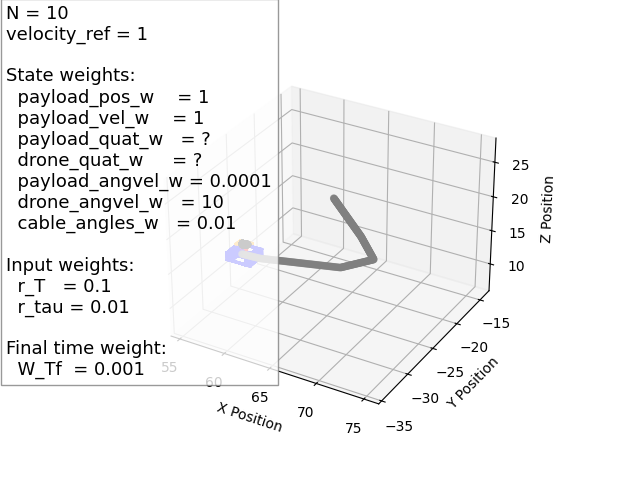 N = 10
velocity_ref = 1
State weights:
payload_pos_w = 1
payload_vel_w = 1
payload_quat_w = ?
drone_quat_w = ?
payload_angvel_w = 0.0001
drone_angvel_w = 10
cable_angles_w = 0.01
Input weights:
r_T = 0.1
r_tau = 0.01
Final time weight:
W_Tf = 0.001
55
60
65
70
75
X Position
−35
−30
−25
−20
−15
Y Position
10
15
20
25
Z Position